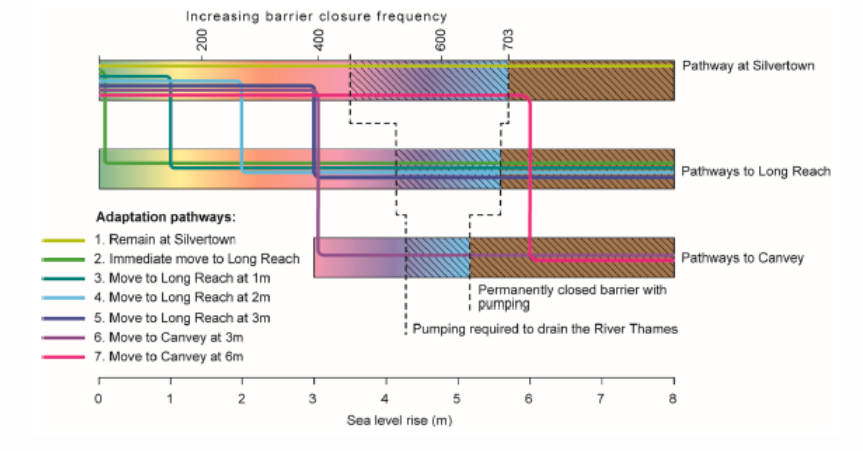 Increasing barrier closure frequency
200
400
600
703
Pathway at Silvertown
Pathways to Long Reach
Adaptation pathways:
1. Remain at Silvertown
2. Immediate move to Long Reach
3. Move to Long Reach at 1m
4. Move to Long Reach at 2m
5. Move to Long Reach at 3m
6. Move to Canvey at 3m
7. Move to Canvey at 6m
Pathways to Canvey
Permanently closed barrier with
pumping
Pumping required to drain the River Thames
0 1 2 3 4 5 6 7 8
Sea level rise (m)